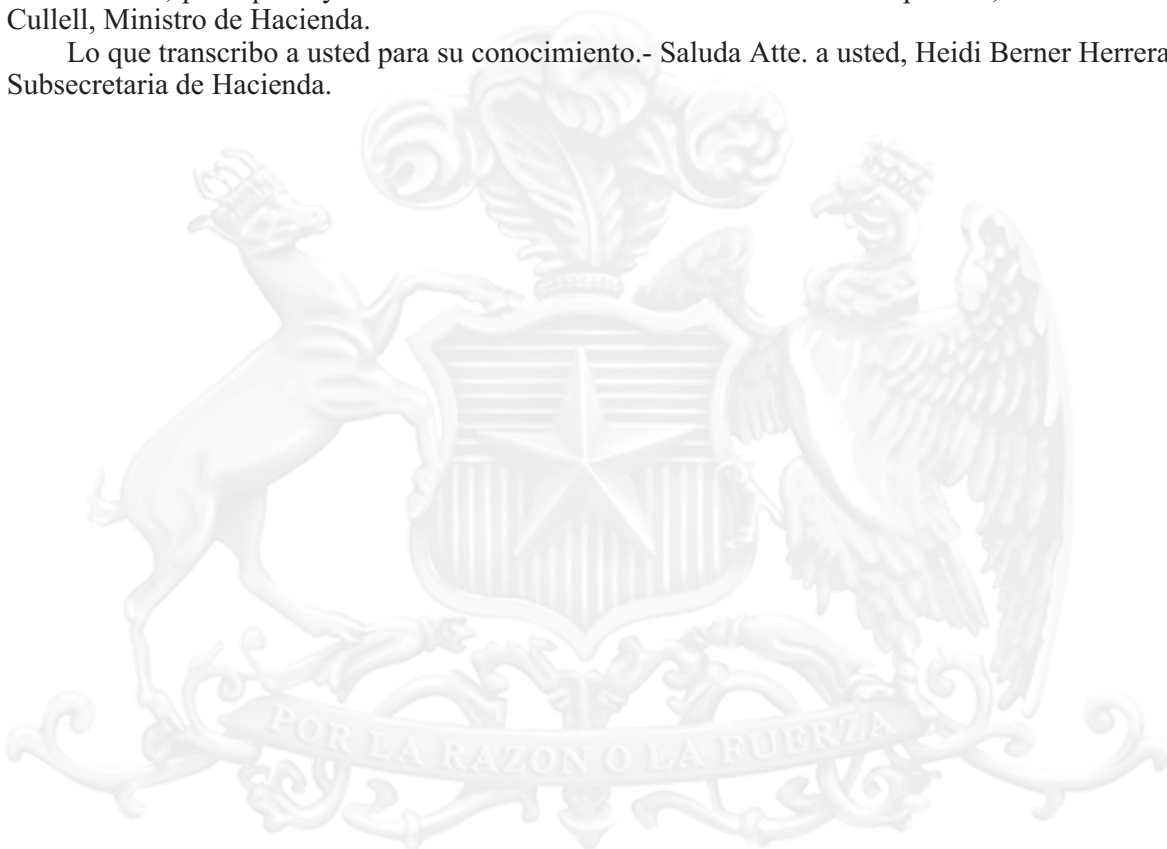 Cullell, Ministro de Hacienda.
Lo que transcribo a usted para su conocimiento.- Saluda Atte. a usted, Heidi Berner Herrera
Subsecretaria de Hacienda.
POR LA RAZON O LA FUERZA